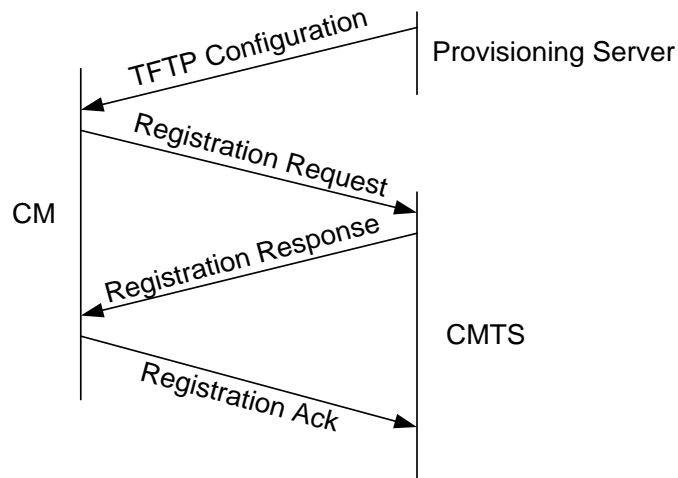 TFTP Configuration
Provisioning Server
Registration Request
CM
Registration Response
CMTS
Registration Ack